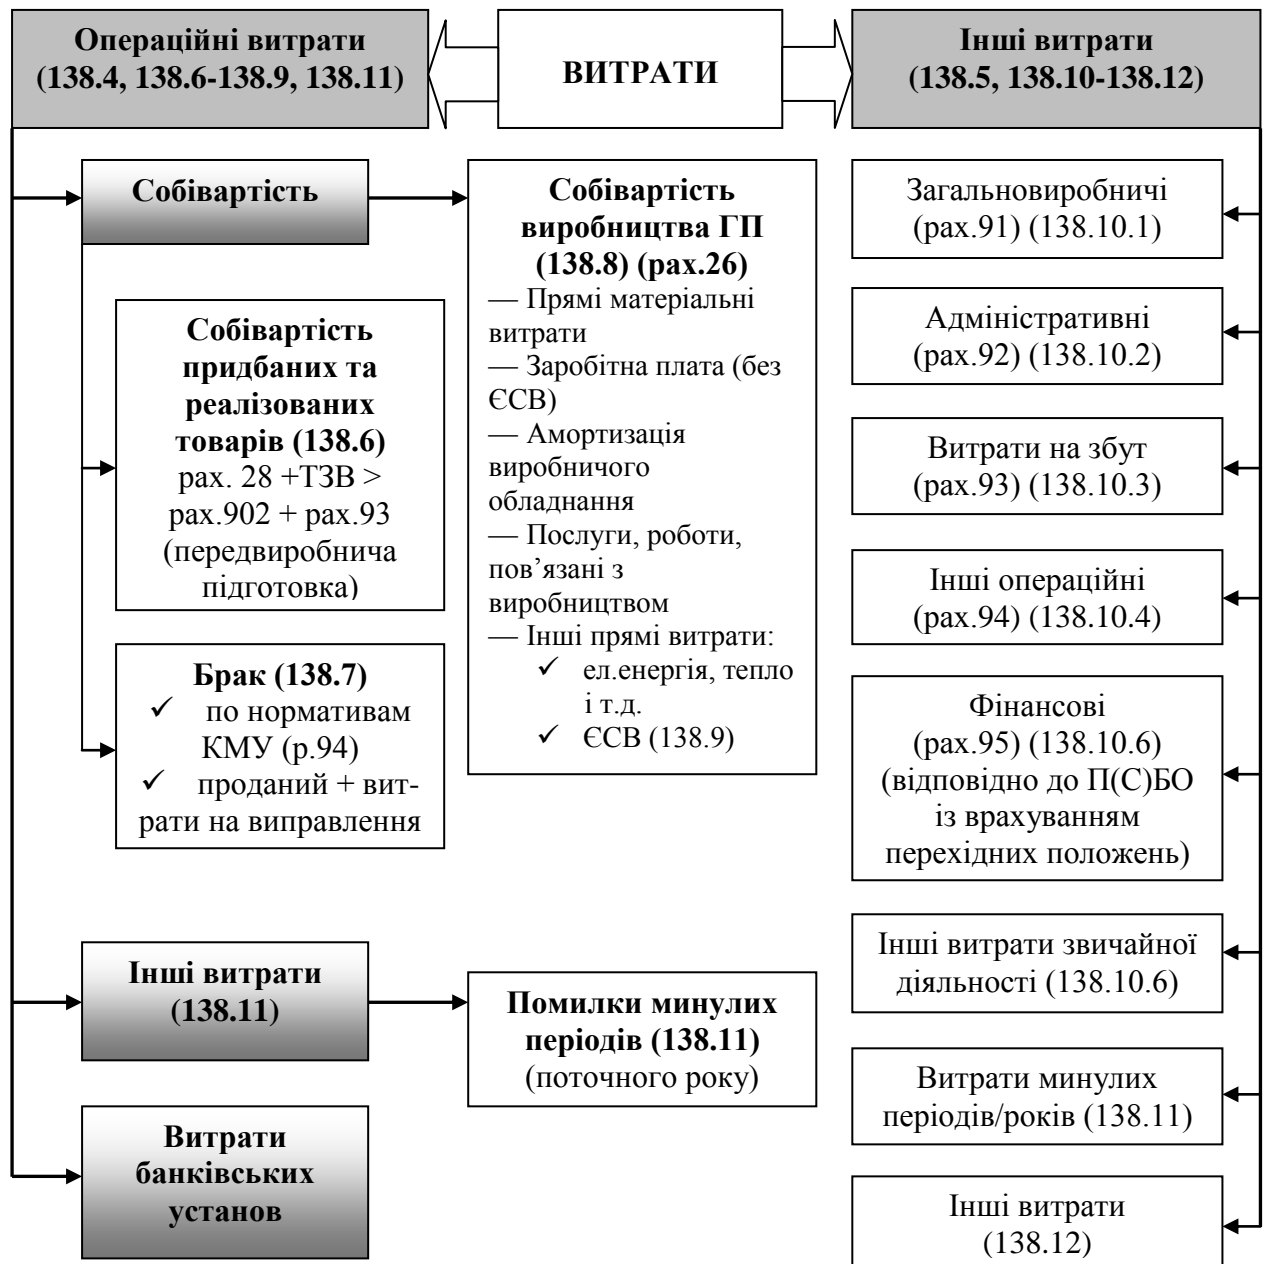 Операційні витрати
(138.4, 138.6-138.9, 138.11)
ВИТРАТИ
Інші витрати
(138.5, 138.10-138.12)
Собівартість
Собівартість
придбаних та
реалізованих
товарів (138.6)
рах. 28 +ТЗВ >
рах.902 + рах.93
(передвиробнича
підготовка)
Брак (138.7)
✓ по нормативам
КМУ (р.94)
✓ проданий + вит-
рати на виправлення
Собівартість
виробництва ГП
(138.8) (рах.26)
— Прямі матеріальні
витрати
— Заробітна плата (без
ЄСВ)
— Амортизація
виробничого
обладнання
— Послуги, роботи,
пов’язані з
виробництвом
— Інші прямі витрати:
✓ ел.енергія, тепло
і т.д.
✓ ЄСВ (138.9)
Інші витрати
(138.11)
Помилки минулих
періодів (138.11)
(поточного року)
Витрати
банківських
установ
Загальновиробничі
(рах.91) (138.10.1)
Адміністративні
(рах.92) (138.10.2)
Витрати на збут
(рах.93) (138.10.3)
Інші операційні
(рах.94) (138.10.4)
Фінансові
(рах.95) (138.10.6)
(відповідно до П(С)БО
із врахуванням
перехідних положень)
Інші витрати звичайної
діяльності (138.10.6)
Витрати минулих
періодів/років (138.11)
Інші витрати
(138.12)